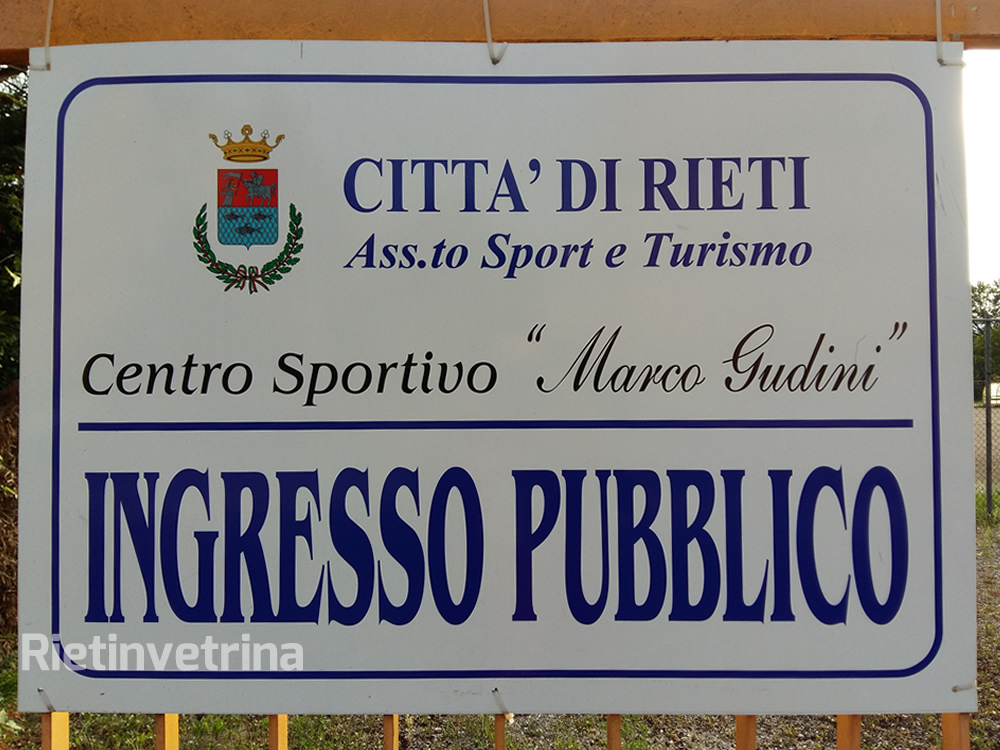 CITTA' DI RIETI
Ass.to Sport e Turismo
Centro Sportivo "Marco Gudini"
INGRESSO PUBBLICO
Rietinvetrina